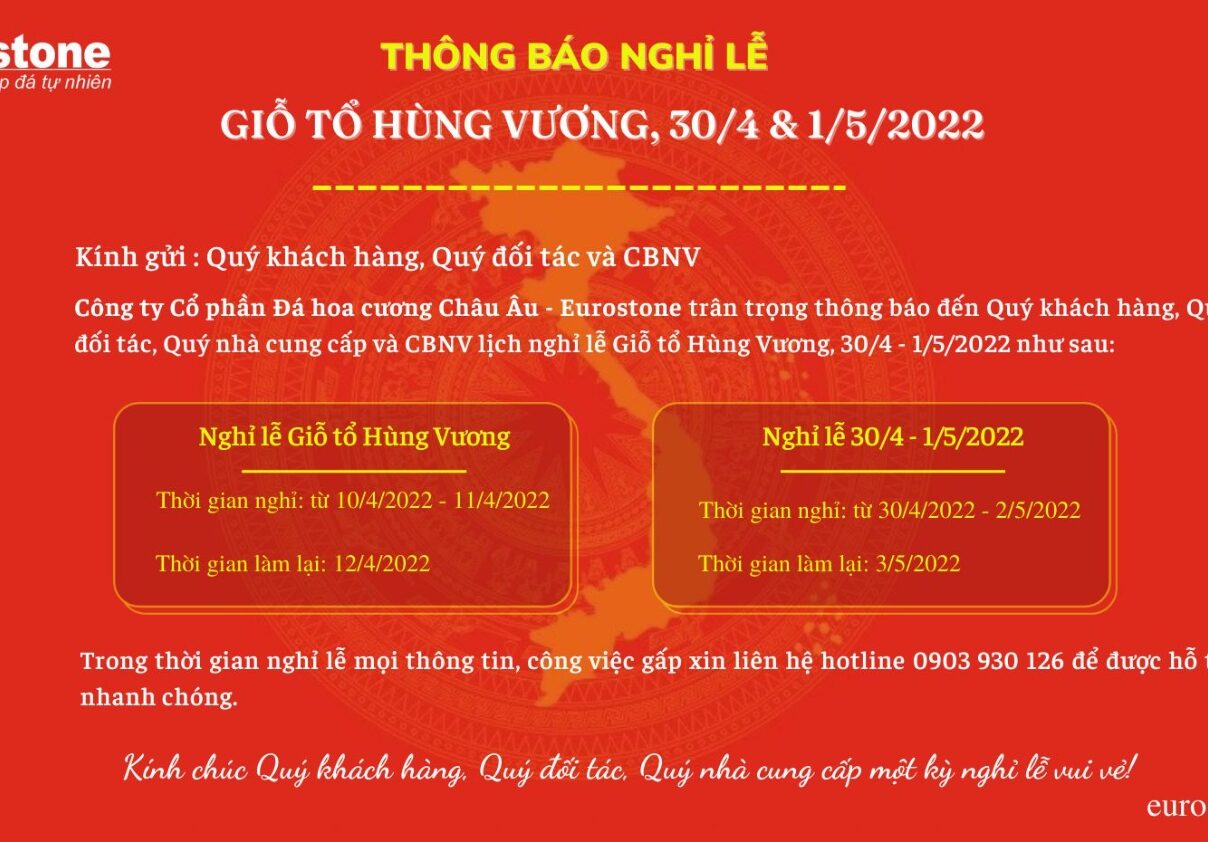 stone
đá tự nhiên
THÔNG BÁO NGHỈ LỄ
GIỖ TỔ HÙNG VƯƠNG, 30/4 & 1/5/2022
Kính gửi : Quý khách hàng, Quý đối tác và CBNV
Công ty Cổ phần Đá hoa cương Châu Âu - Eurostone trân trọng thông báo đến Quý khách hàng,
đối tác, Quý nhà cung cấp và CBNV lịch nghỉ lễ Giỗ tổ Hùng Vương, 30/4 - 1/5/2022 như sau:
Nghỉ lễ Giỗ tổ Hùng Vương
Thời gian nghỉ: từ 10/4/2022 - 11/4/2022
Thời gian làm lại: 12/4/2022
Nghỉ lễ 30/4 - 1/5/2022
Thời gian nghỉ: từ 30/4/2022 - 2/5/2022
Thời gian làm lại: 3/5/2022
Trong thời gian nghỉ lễ mọi thông tin, công việc gấp xin liên hệ hotline 0903 930 126 để được hỗ
nhanh chóng.
Kính chúc Quý khách hàng, Quý đối tác, Quý nhà cung cấp một kỳ nghỉ lễ vui vẻ!
euro